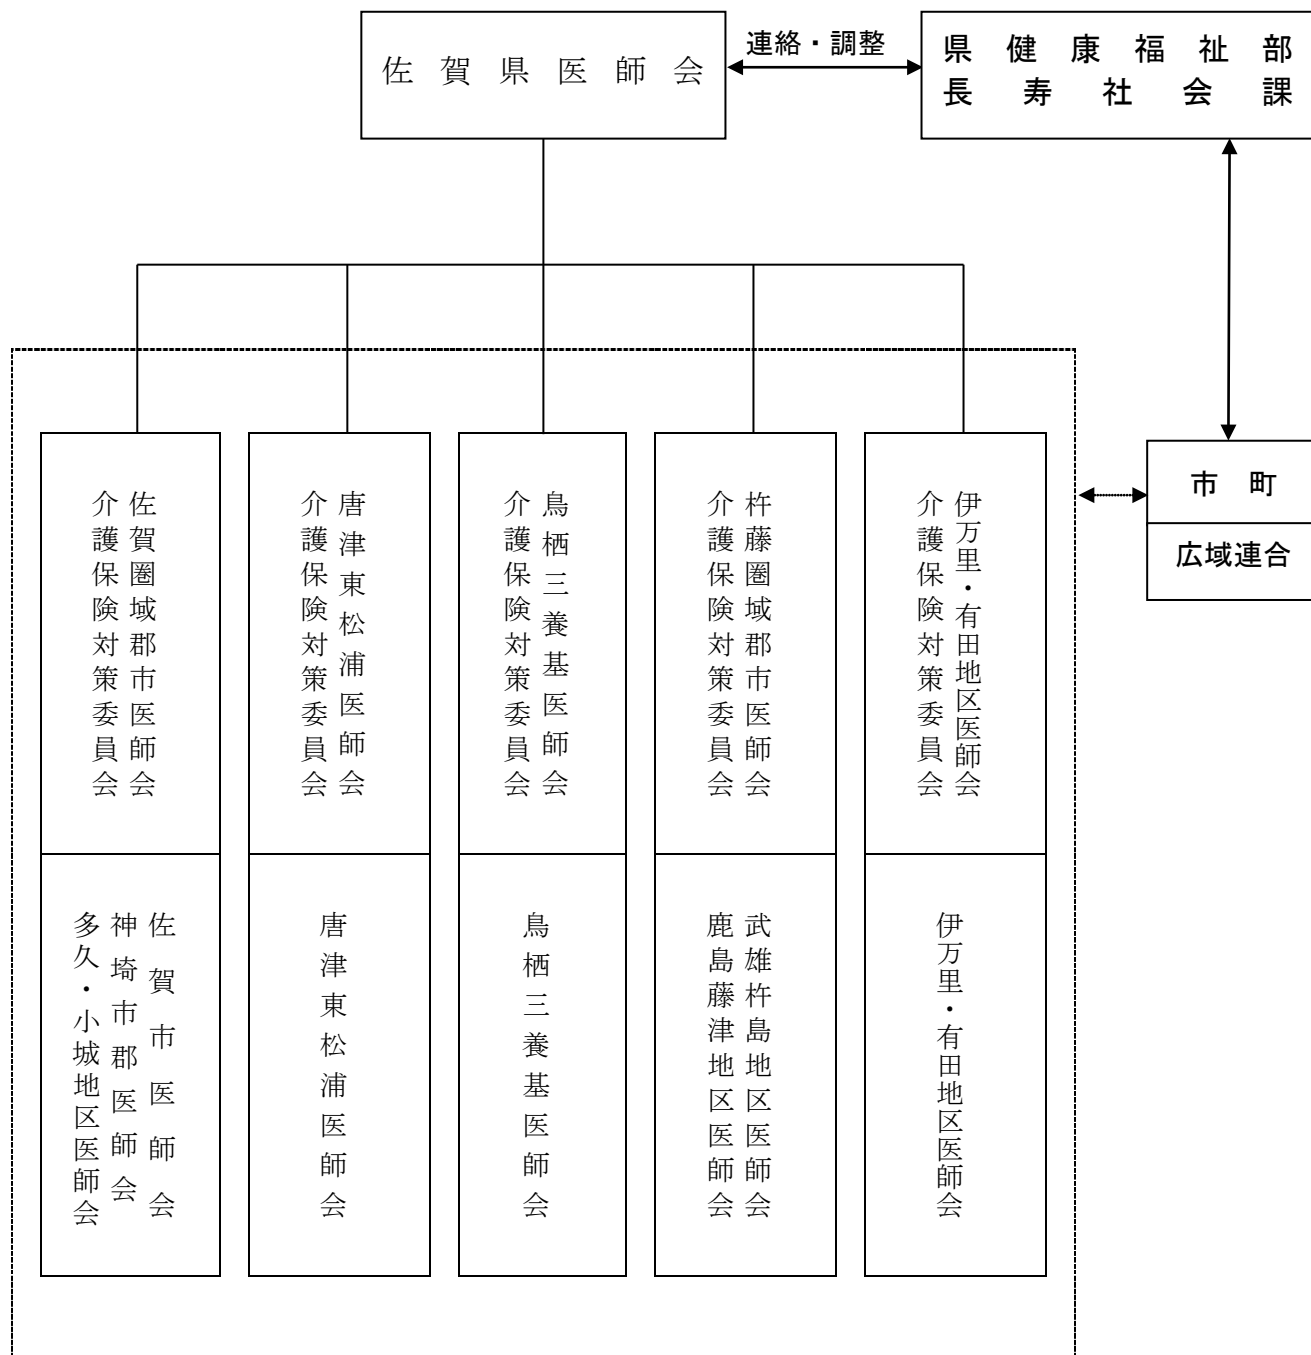 佐賀県医師会
連絡・調整
県健康福祉部
長寿社会課
佐賀圏域郡市医師会
介護保険対策委員会
唐津東松浦医師会
介護保険対策委員会
鳥栖三養基医師会
介護保険対策委員会
杵藤圏域郡市医師会
介護保険対策委員会
伊万里・有田地区医師会
介護保険対策委員会
市町
広域連合
佐賀市医師会
神埼市郡医師会
多久・小城地区医師会
唐津東松浦医師会
鳥栖三養基医師会
武雄杵島地区医師会
鹿島藤津地区医師会
伊万里・有田地区医師会